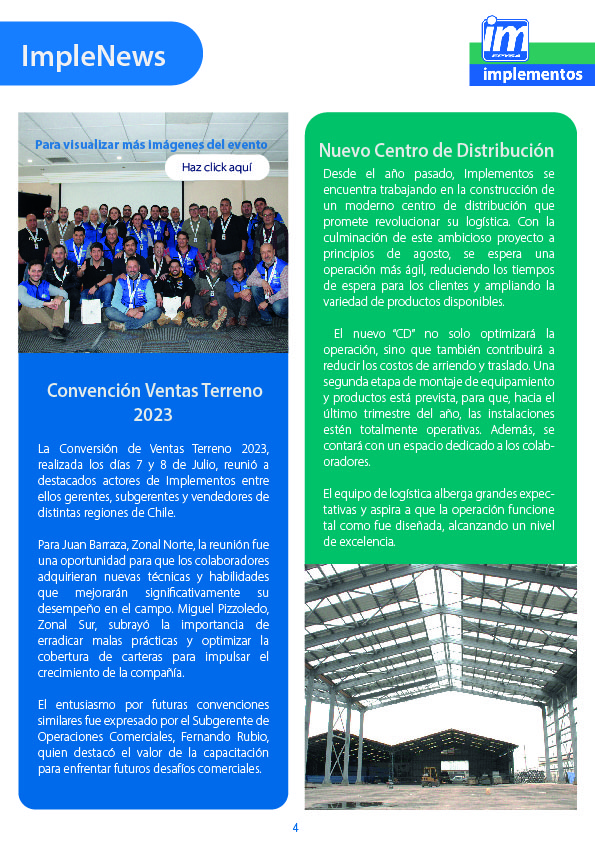 ImpleNews
im
EPYSA
implementos
Para visualizar más imágenes del evento
Haz click aquí
Convención Ventas Terreno
2023
La Conversión de Ventas Terreno 2023,
realizada los días 7 y 8 de Julio, reunió a
destacados actores de Implementos entre
ellos gerentes, subgerentes y vendedores de
distintas regiones de Chile.
Para Juan Barraza, Zonal Norte, la reunión fue
una oportunidad para que los colaboradores
adquirieran nuevas técnicas y habilidades
que mejorarán significativamente su
desempeño en el campo. Miguel Pizzoledo,
Zonal Sur, subrayó la importancia de
erradicar malas prácticas y optimizar la
cobertura de carteras para impulsar el
crecimiento de la compañía.
El entusiasmo por futuras convenciones
similares fue expresado por el Subgerente de
Operaciones Comerciales, Fernando Rubio,
quien destacó el valor de la capacitación
para enfrentar futuros desafíos comerciales.
Nuevo Centro de Distribución
Desde el año pasado, Implementos se
encuentra trabajando en la construcción de
un moderno centro de distribución que
promete revolucionar su logística. Con la
culminación de este ambicioso proyecto a
principios de agosto, se espera una
operación más ágil, reduciendo los tiempos
de espera para los clientes y ampliando la
variedad de productos disponibles.
El nuevo "CD" no solo optimizará la
operación, sino que también contribuirá a
reducir los costos de arriendo y traslado. Una
segunda etapa de montaje de equipamiento
y productos está prevista, para que, hacia el
último trimestre del año, las instalaciones
estén totalmente operativas. Además, se
contará con un espacio dedicado a los colab-
oradores.
El equipo de logística alberga grandes expec-
tativas y aspira a que la operación funcione
tal como fue diseñada, alcanzando un nivel
de excelencia.
4